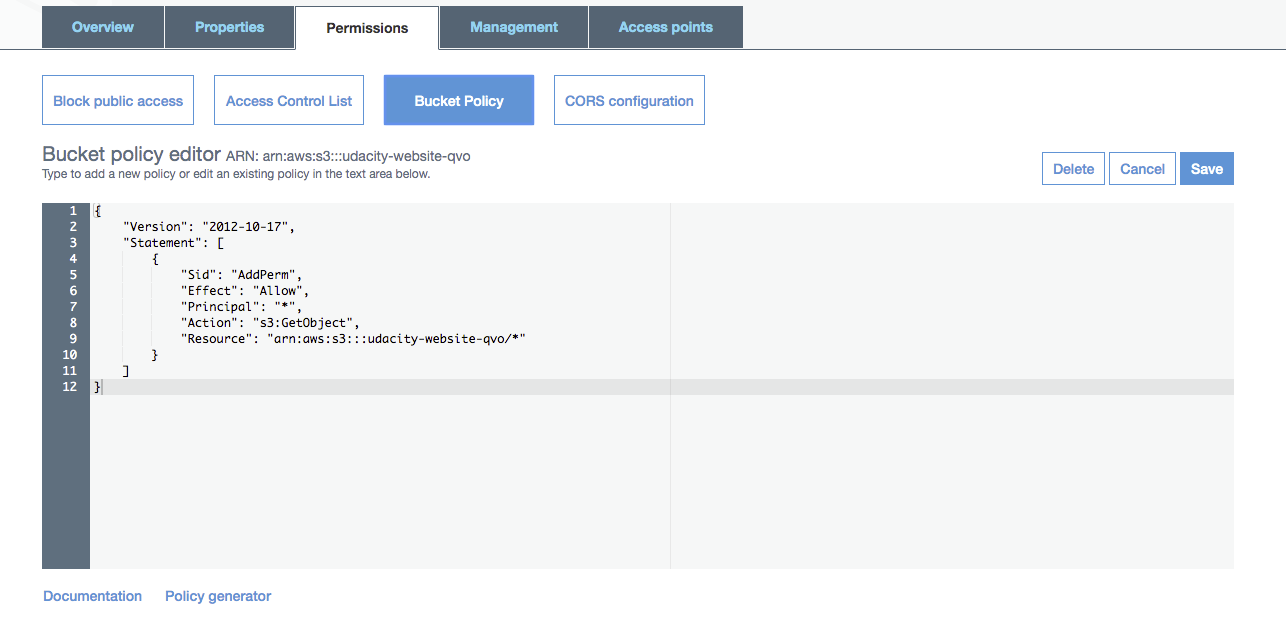 Overview Properties Permissions Management Access points
Block public access Access Control List Bucket Policy CORS configuration
Bucket policy editor ARN: arn:aws:s3:::udacity-website-qvo
Type to add a new policy or edit an existing policy in the text area below.
Delete Cancel Save
1 {
2 "Version": "2012-10-17",
3 "Statement": [
4 {
5 "Sid": "AddPerm",
6 "Effect": "Allow",
7 "Principal": "*",
8 "Action": "s3:GetObject",
9 "Resource": "arn:aws:s3:::udacity-website-qvo/*"
10 }
11 ]
12 }
Documentation Policy generator